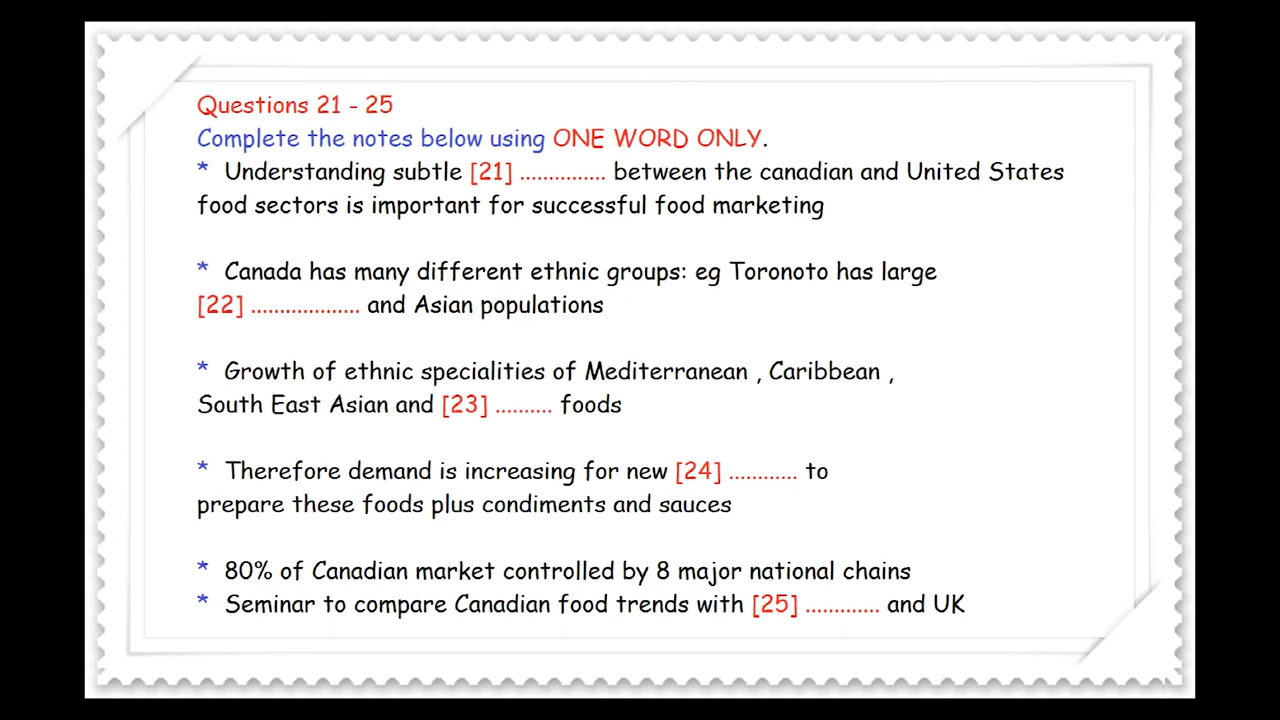 Questions 21 - 25
Complete the notes below using ONE WORD ONLY.
* Understanding subtle [21] ............... between the canadian and United States
food sectors is important for successful food marketing
* Canada has many different ethnic groups: eg Toronoto has large
[22] ................... and Asian populations
* Growth of ethnic specialities of Mediterranean , Caribbean ,
South East Asian and [23] .......... foods
* Therefore demand is increasing for new [24] ............ to
prepare these foods plus condiments and sauces
* 80% of Canadian market controlled by 8 major national chains
* Seminar to compare Canadian food trends with [25] ............. and UK